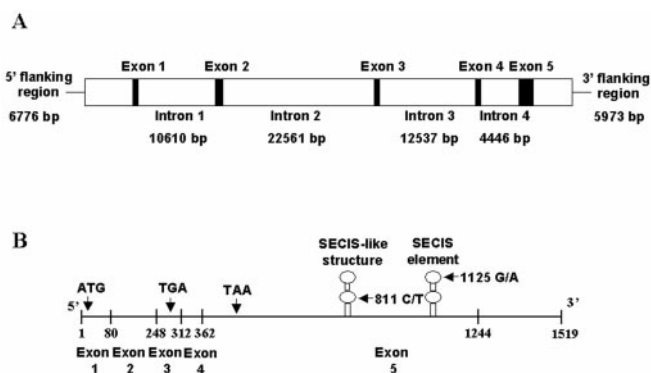 A
Exon 1 Exon 2 Exon 3 Exon 4 Exon 5
5' flanking region
3' flanking region
6776 bp
Intron 1 Intron 2 Intron 3 Intron 4
10610 bp 22561 bp 12537 bp 4446 bp
5973 bp
B
SECIS-like structure
SECIS element
1125 G/A
811 C/T
ATG TGA TAA
5' 3'
1 80 248 312 362 1244 1519
Exon 1 Exon 2 Exon 3 Exon 4 Exon 5